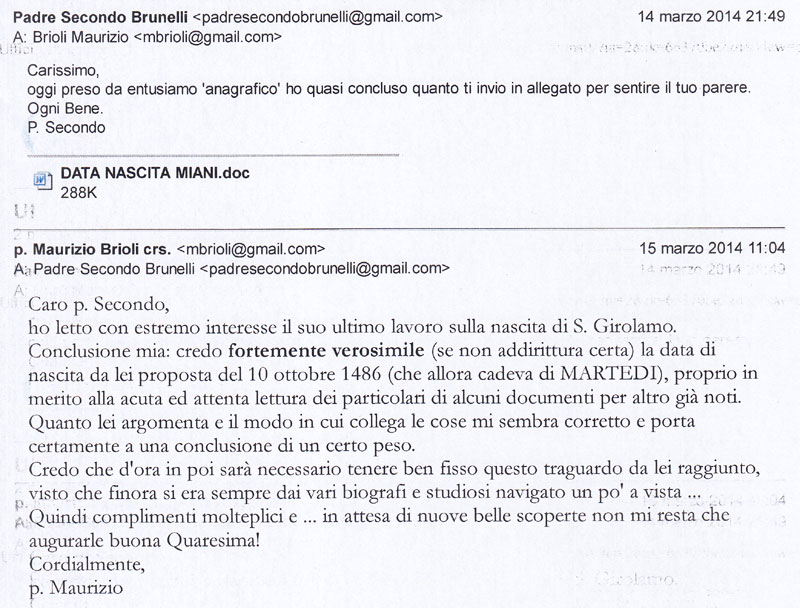 Padre Secondo Brunelli <padresecondobrunelli@gmail.com> 14 marzo 2014 21:49
A: Brioli Maurizio <mbrioli@gmail.com>
Carissimo,
oggi preso da entusiamo 'anagrafico' ho quasi concluso quanto ti invio in allegato per sentire il tuo parere.
Ogni Bene.
P. Secondo
DATA NASCITA MIANI.doc
288K
p. Maurizio Brioli crs. <mbrioli@gmail.com> 15 marzo 2014 11:04
A: Padre Secondo Brunelli <padresecondobrunelli@gmail.com>
Caro p. Secondo,
ho letto con estremo interesse il suo ultimo lavoro sulla nascita di S. Girolamo.
Conclusione mia: credo fortemente verosimile (se non addirittura certa) la data di
nascita da lei proposta del 10 ottobre 1486 (che allora cadeva di MARTEDI), proprio in
merito alla acuta ed attenta lettura dei particolari di alcuni documenti per altro già noti.
Quanto lei argomenta e il modo in cui collega le cose mi sembra corretto e porta
certamente a una conclusione di un certo peso.
Credo che d'ora in poi sarà necessario tenere ben fisso questo traguardo da lei raggiunto,
visto che finora si era sempre dai vari biografi e studiosi navigato un po' a vista ...
Quindi complimenti molteplici e ... in attesa di nuove belle scoperte non mi resta che
augurarle buona Quaresima!
Cordialmente,
p. Maurizio